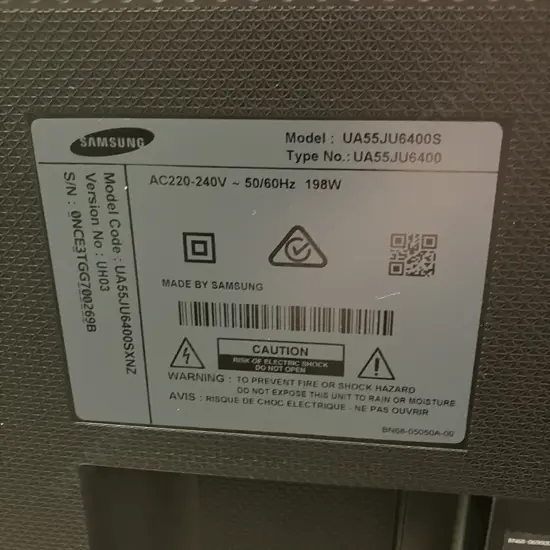 SAMSUNG
Model : UA55JU6400S
Type No.: UA55JU6400
Model Code : UA55JU6400SXNZ
Version No : UH03
S/N : 0NCE3TGG700269B
AC220-240V ~ 50/60Hz 198W
MADE BY SAMSUNG
CAUTION
RISK OF ELECTRIC SHOCK
DO NOT OPEN
WARNING : TO PREVENT FIRE OR SHOCK HAZARD
DO NOT EXPOSE THIS UNIT TO RAIN OR MOISTURE
AVIS : RISQUE DE CHOC ELECTRIQUE - NE PAS OUVRIR
BN68-05050A-00